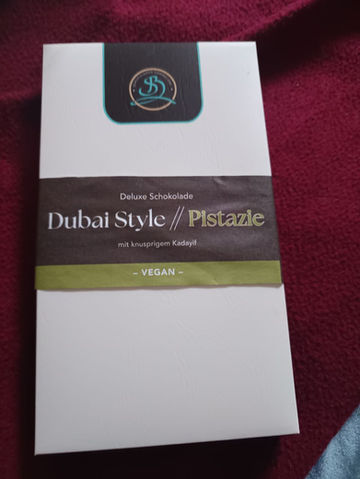 Deluxe Schokolade
Dubai Style // Pistazie
mit knusprigem Kadayif
– VEGAN –